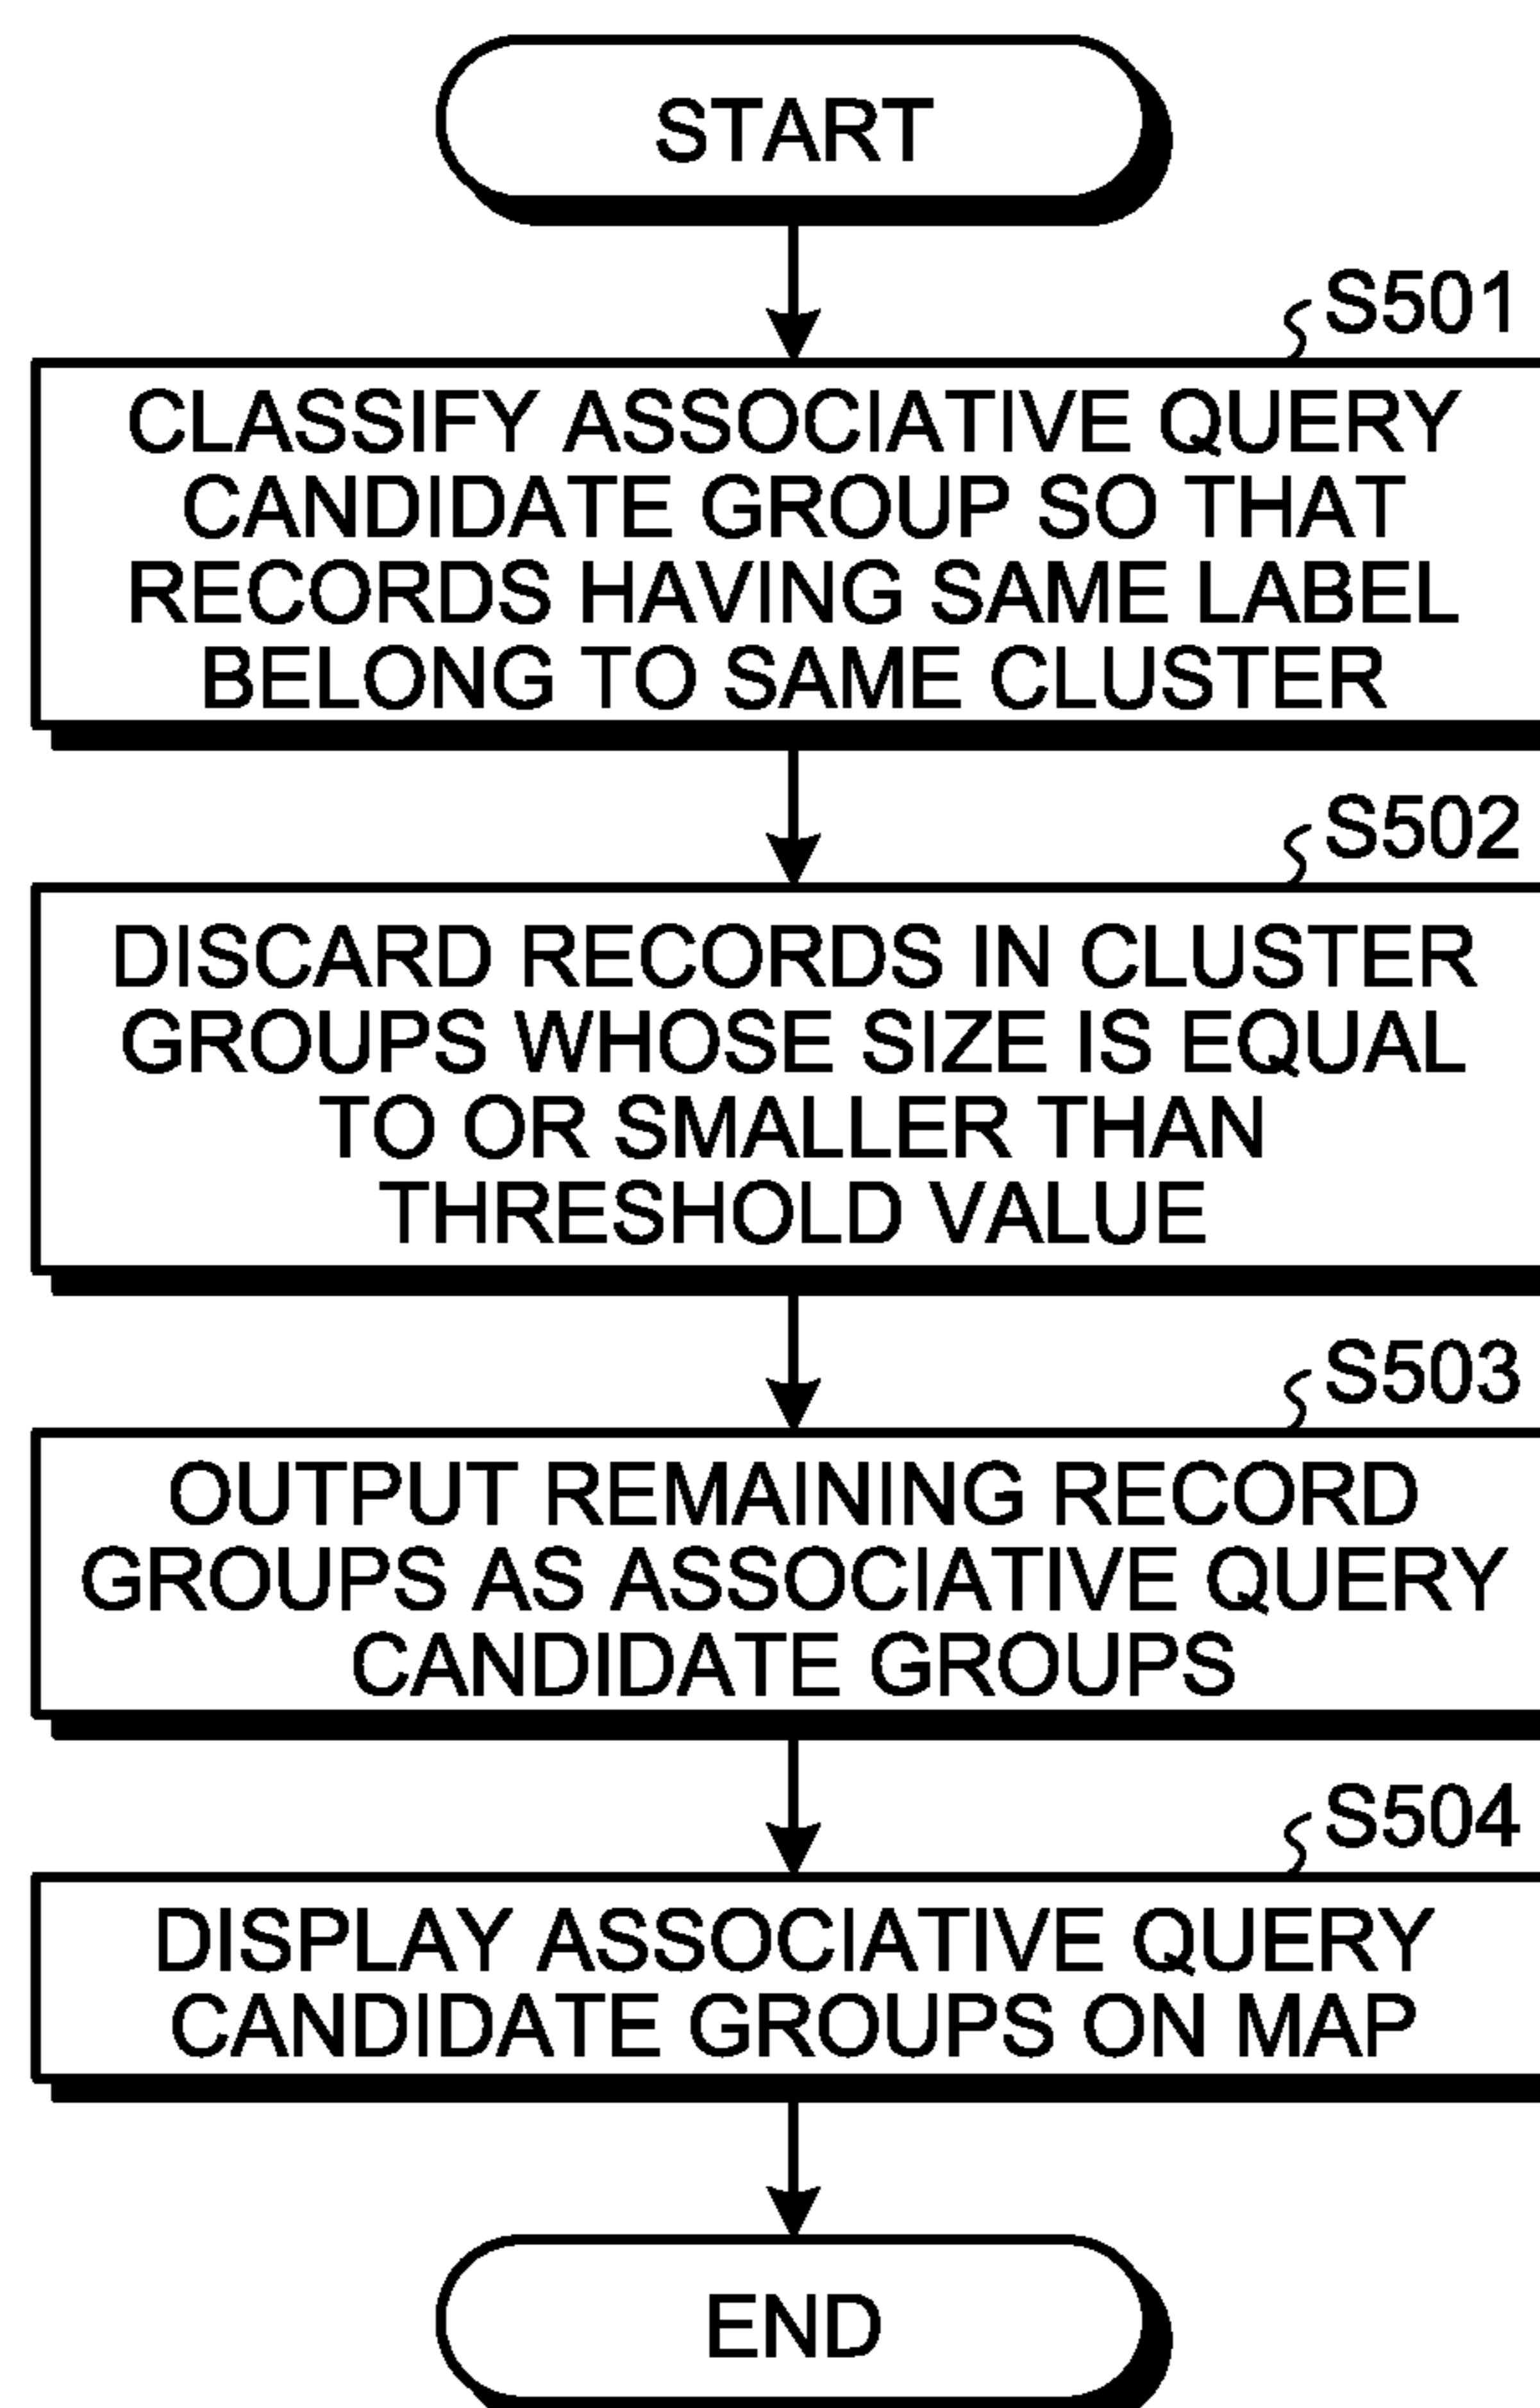 START
S501
CLASSIFY ASSOCIATIVE QUERY
CANDIDATE GROUP SO THAT
RECORDS HAVING SAME LABEL
BELONG TO SAME CLUSTER
S502
DISCARD RECORDS IN CLUSTER
GROUPS WHOSE SIZE IS EQUAL
TO OR SMALLER THAN
THRESHOLD VALUE
S503
OUTPUT REMAINING RECORD
GROUPS AS ASSOCIATIVE QUERY
CANDIDATE GROUPS
S504
DISPLAY ASSOCIATIVE QUERY
CANDIDATE GROUPS ON MAP
END